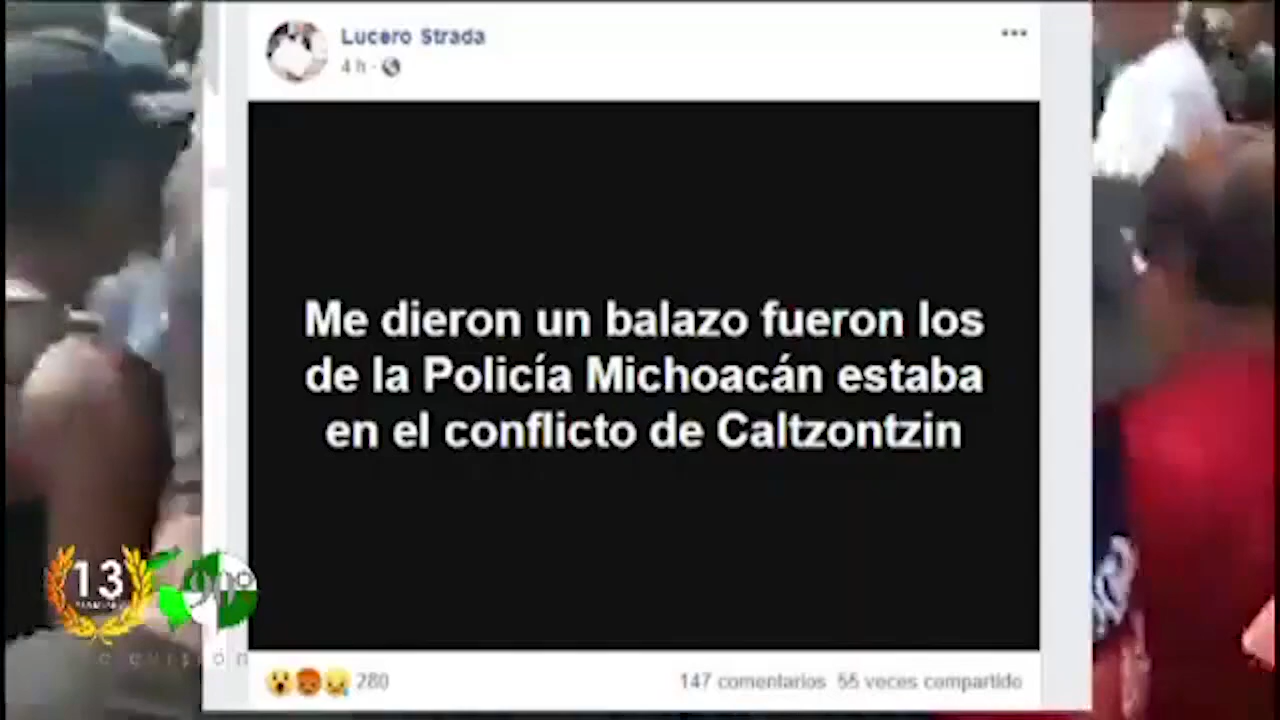 Lucero Strada
4 h
Me dieron un balazo fueron los
de la Policía Michoacán estaba
en el conflicto de Caltzontzin
13
280
147 comentarios 55 veces compartido